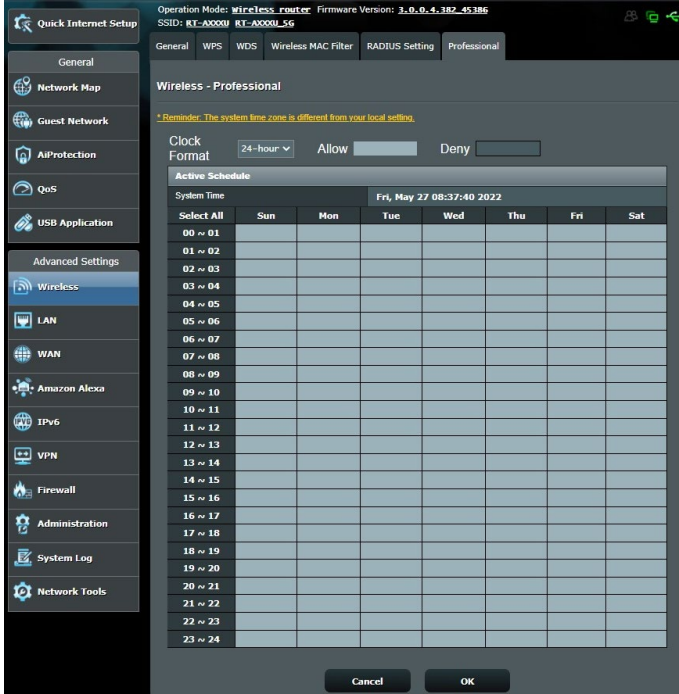 Quick Internet Setup
General
Network Map
Guest Network
AiProtection
QoS
USB Application
Advanced Settings
Wireless
LAN
WAN
Amazon Alexa
IPv6
VPN
Firewall
Administration
System Log
Network Tools
Operation Mode: Wireless router Firmware Version: 3.0.0.4.382_45386
SSID: RT-AXXXU RT-AXXXU_5G
General WPS WDS Wireless MAC Filter RADIUS Setting Professional
Wireless - Professional
* Reminder: The system time zone is different from your local setting.
Clock Format 24-hour Allow Deny
Active Schedule
System Time Fri, May 27 08:37:40 2022
Select All Sun Mon Tue Wed Thu Fri Sat
00 ~ 01
01 ~ 02
02 ~ 03
03 ~ 04
04 ~ 05
05 ~ 06
06 ~ 07
07 ~ 08
08 ~ 09
09 ~ 10
10 ~ 11
11 ~ 12
12 ~ 13
13 ~ 14
14 ~ 15
15 ~ 16
16 ~ 17
17 ~ 18
18 ~ 19
19 ~ 20
20 ~ 21
21 ~ 22
22 ~ 23
23 ~ 24
Cancel OK